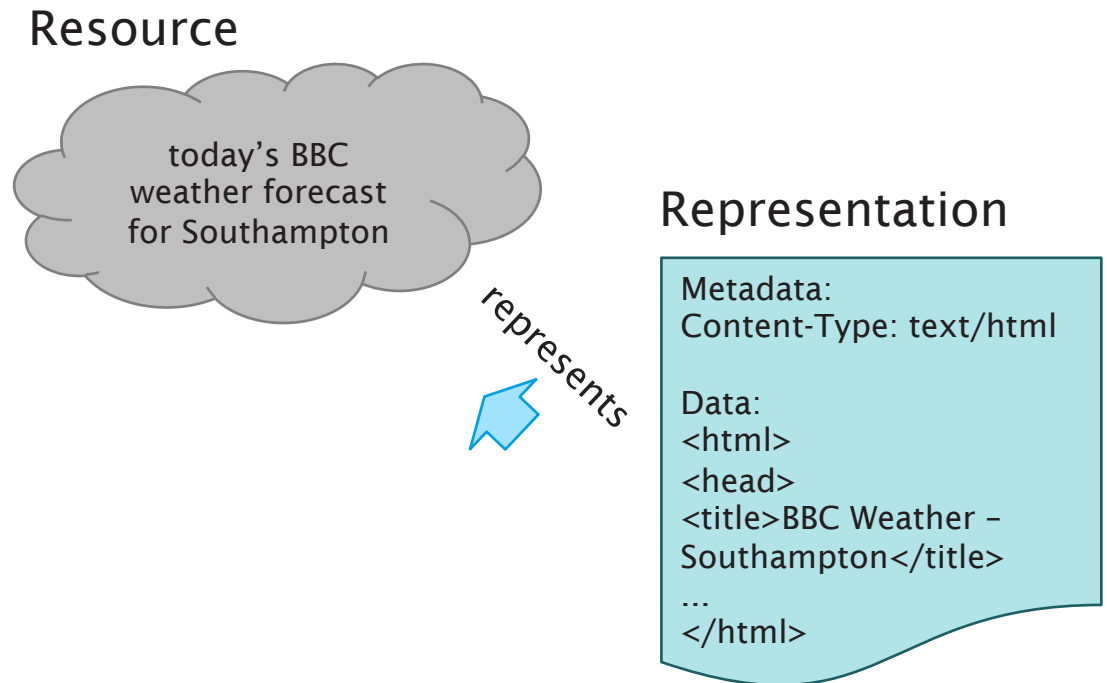 Resource
today’s BBC
weather forecast
for Southampton
represents
Representation
Metadata:
Content-Type: text/html
Data:
<html>
<head>
<title>BBC Weather –
Southampton</title>
...
</html>